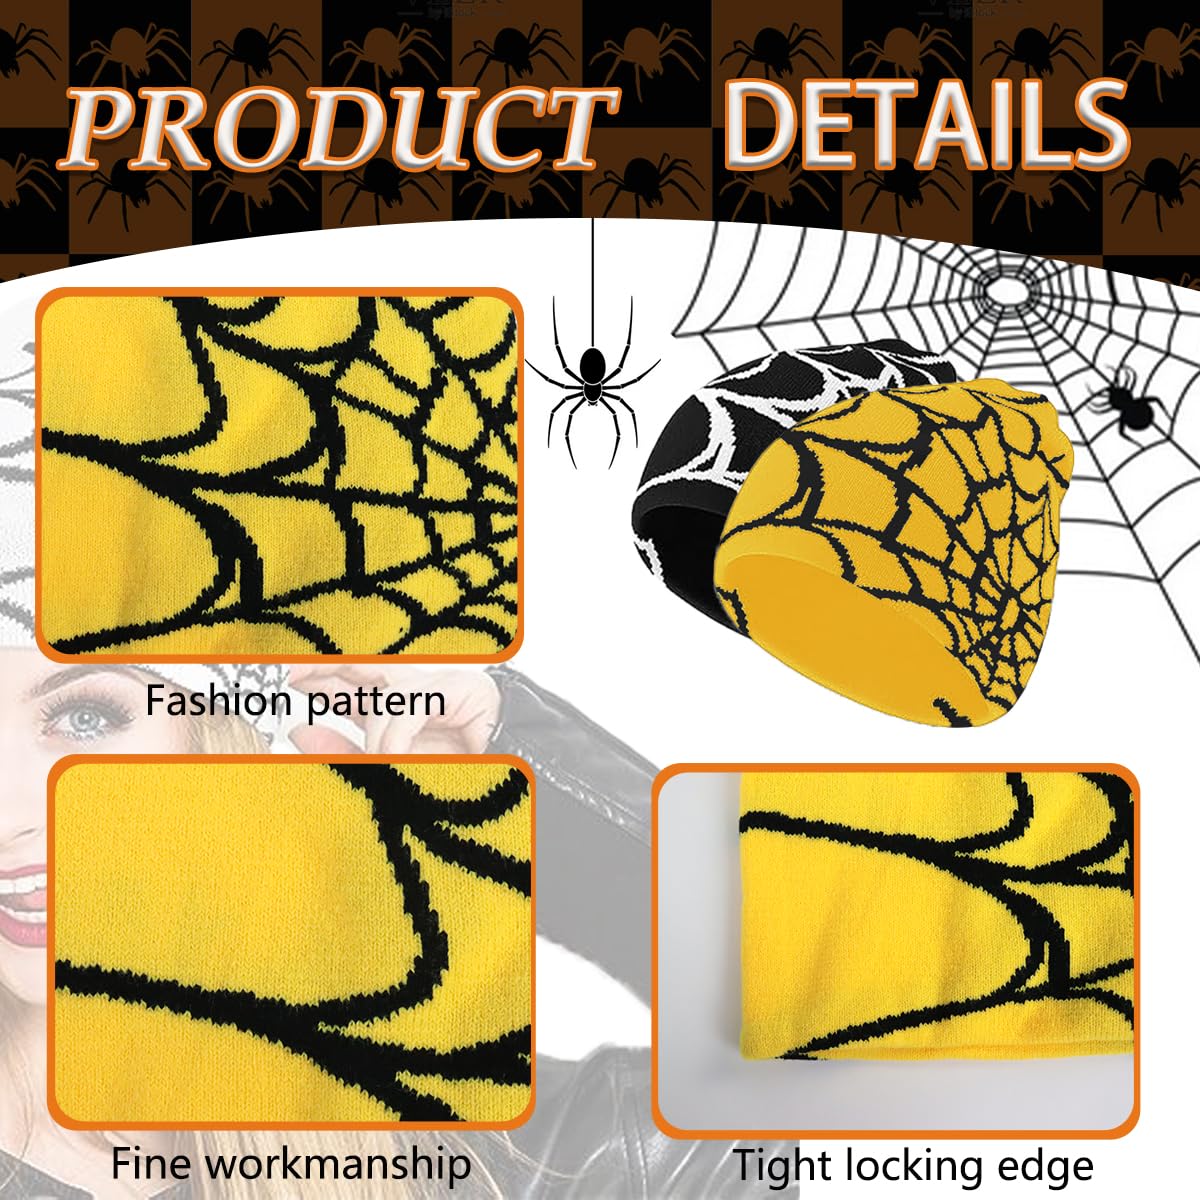 PRODUCT DETAILS
Fashion pattern
Fine workmanship
Tight locking edge